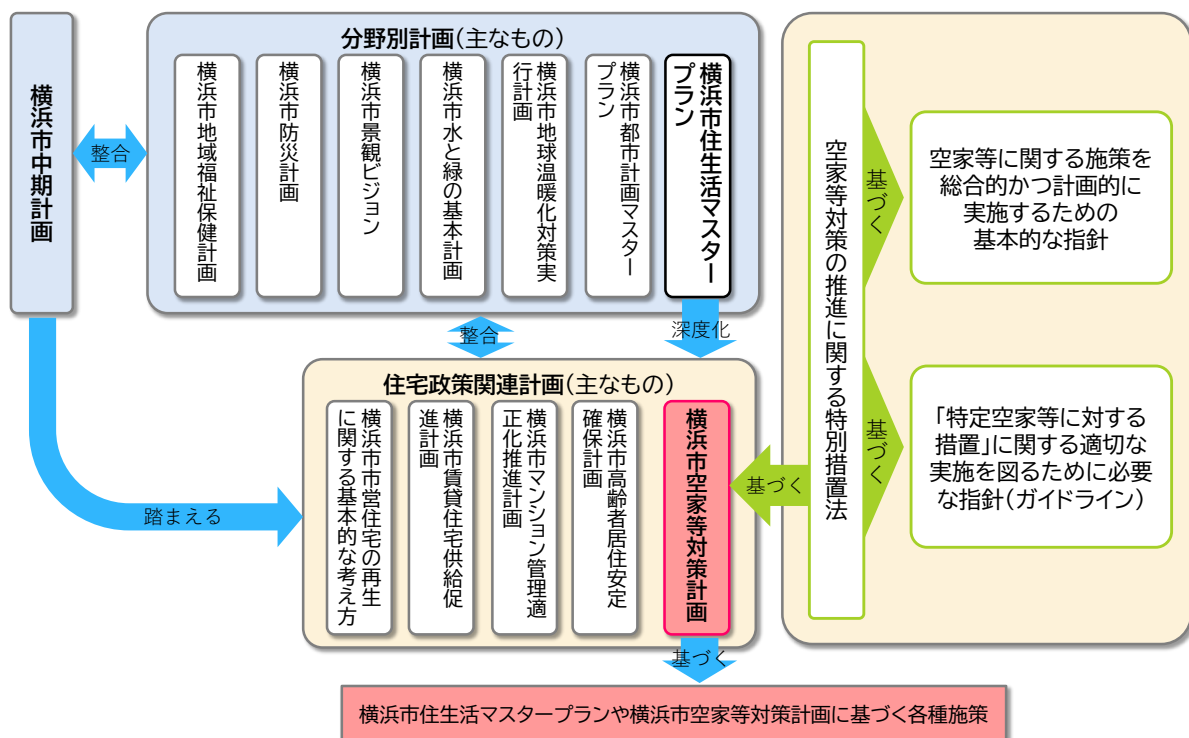 横浜市中期計画
整合
分野別計画(主なもの)
横浜市地域福祉保健計画
横浜市防災計画
横浜市景観ビジョン
横浜市水と緑の基本計画
横浜市地球温暖化対策実
行計画
横浜市都市計画マスター
プラン
横浜市住生活マスター
プラン
整合
深度化
踏まえる
住宅政策関連計画(主なもの)
横浜市市営住宅の再生
に関する基本的な考え方
横浜市賃貸住宅供給促
進計画
横浜市マンション管理適
正化推進計画
横浜市高齢者居住安定
確保計画
横浜市空家等対策計画
基づく
空家等対策の推進に関する特別措置法
基づく
空家等に関する施策を
総合的かつ計画的に
実施するための
基本的な指針
基づく
「特定空家等に対する
措置」に関する適切な
実施を図るために必要
な指針(ガイドライン)
基づく
横浜市住生活マスタープランや横浜市空家等対策計画に基づく各種施策